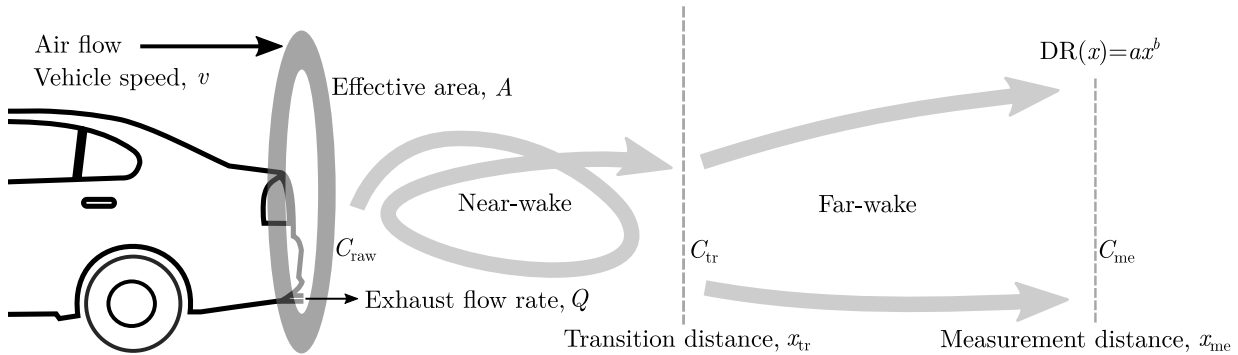 Air flow
Vehicle speed, v
Effective area, A
DR(x)=ax^b
Near-wake
Far-wake
C_raw
C_tr
C_me
Exhaust flow rate, Q
Transition distance, x_tr
Measurement distance, x_me